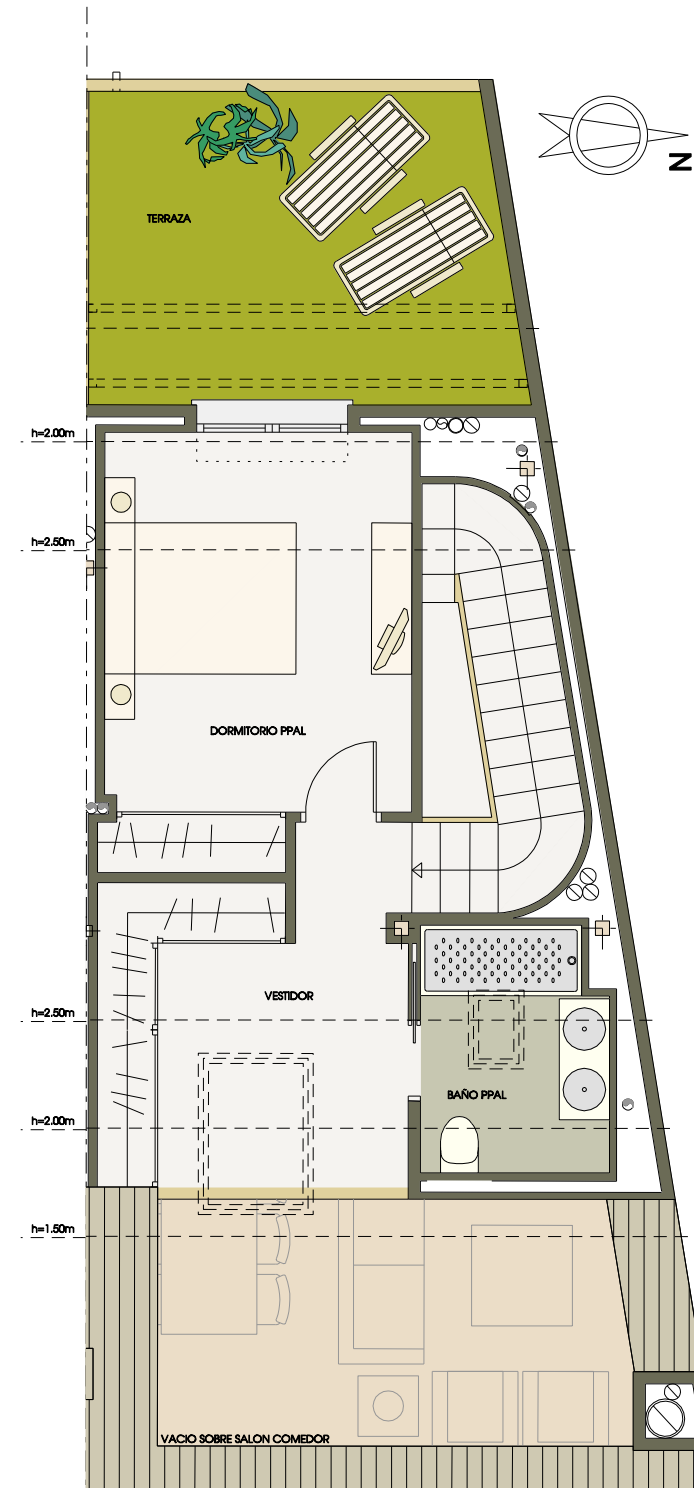 N
TERRAZA
h=2.00m
h=2.50m
DORMITORIO PPAL
VESTIDOR
h=2.50m
BAÑO PPAL
h=2.00m
h=1.50m
VACIO SOBRE SALON COMEDOR